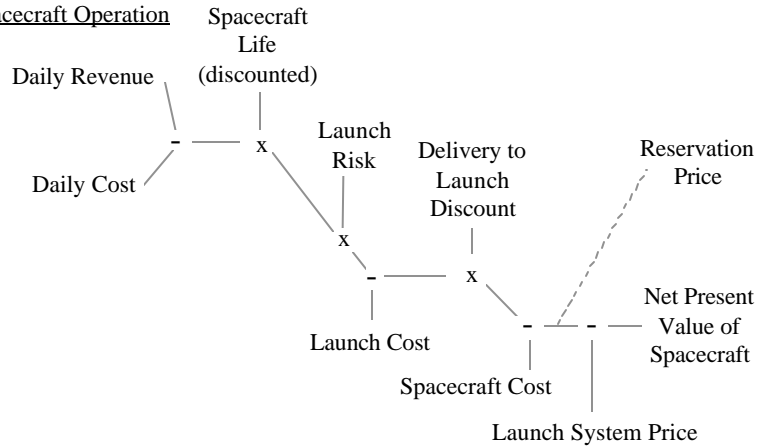 acecraft Operation
Spacecraft
Life
(discounted)
Daily Revenue
-
x
Daily Cost
Launch
Risk
x
-
Launch Cost
Delivery to
Launch
Discount
x
-
Spacecraft Cost
Reservation
Price
-
Net Present
Value of
Spacecraft
Launch System Price